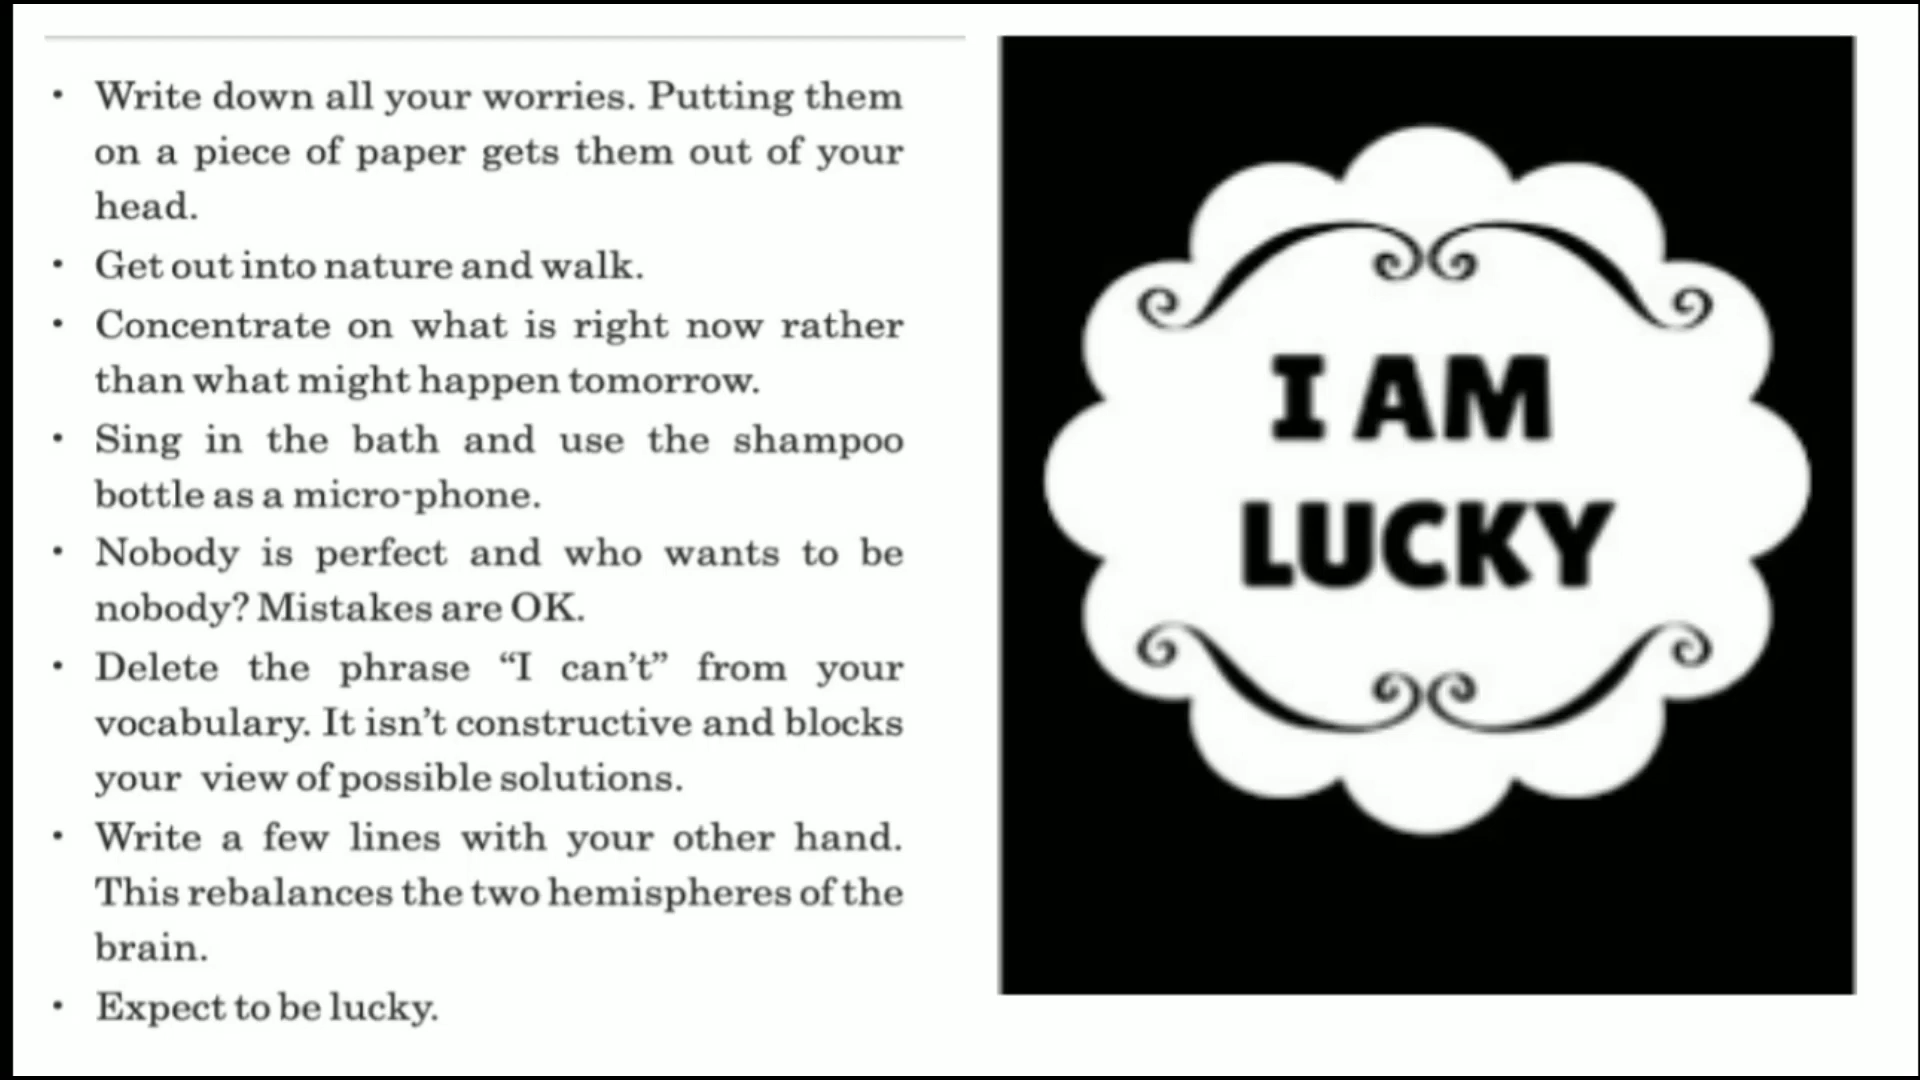 • Write down all your worries. Putting them
on a piece of paper gets them out of your
head.
• Get out into nature and walk.
• Concentrate on what is right now rather
than what might happen tomorrow.
• Sing in the bath and use the shampoo
bottle as a micro-phone.
• Nobody is perfect and who wants to be
nobody? Mistakes are OK.
• Delete the phrase “I can’t” from your
vocabulary. It isn’t constructive and blocks
your view of possible solutions.
• Write a few lines with your other hand.
This rebalances the two hemispheres of the
brain.
• Expect to be lucky.
I AM
LUCKY